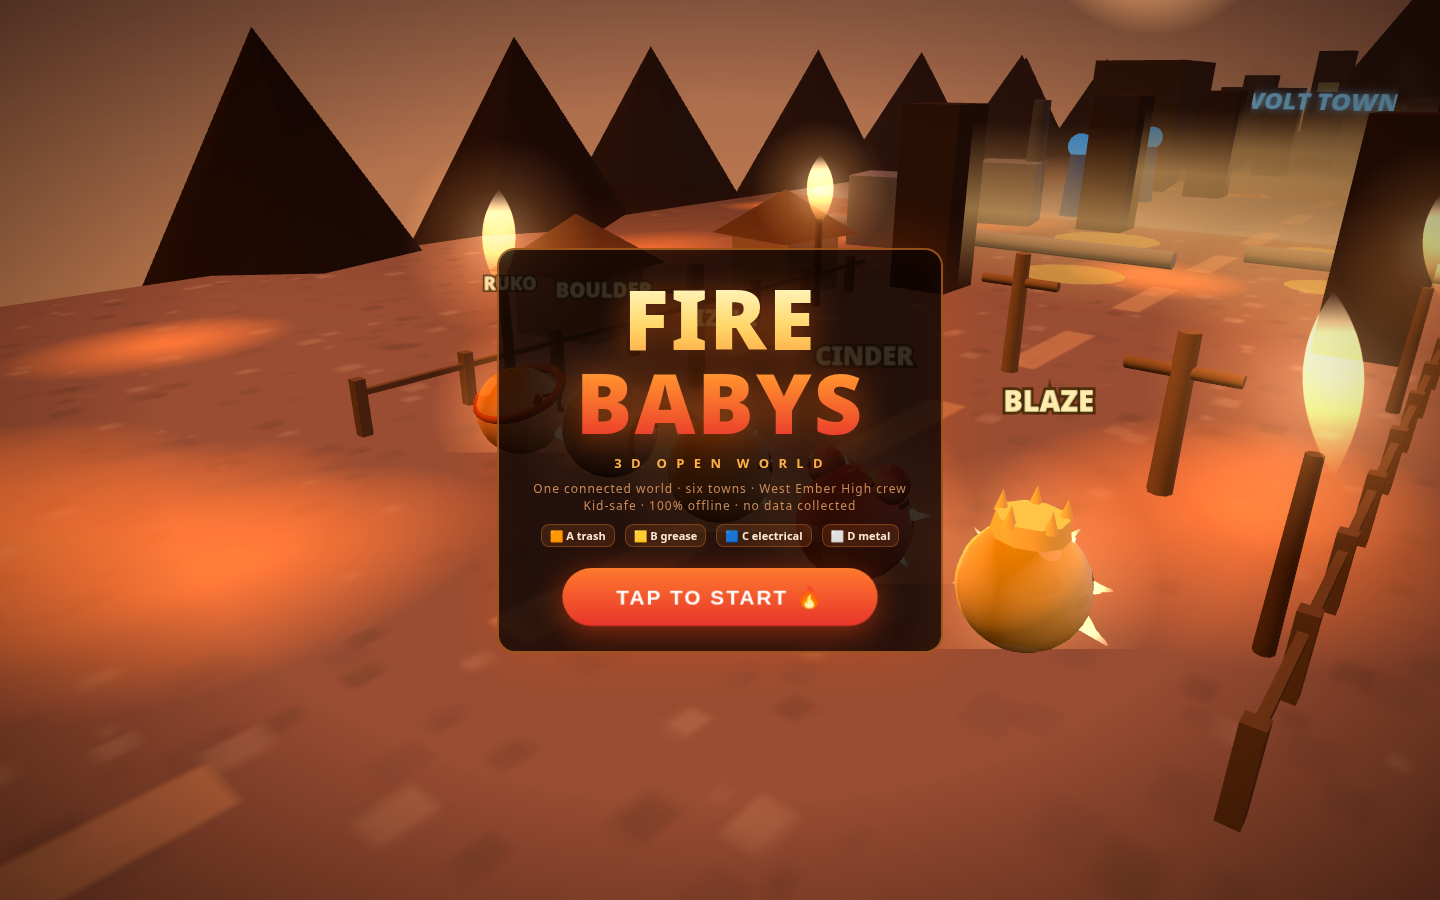 VOLT TOWN
RUKO
BOULDER
FIRE
CINDER
BABYS
BLAZE
3D OPEN WORLD
One connected world · six towns · West Ember High crew
Kid-safe · 100% offline · no data collected
🟧 A trash 🟨 B grease 🟦 C electrical ⬜ D metal
TAP TO START 🔥